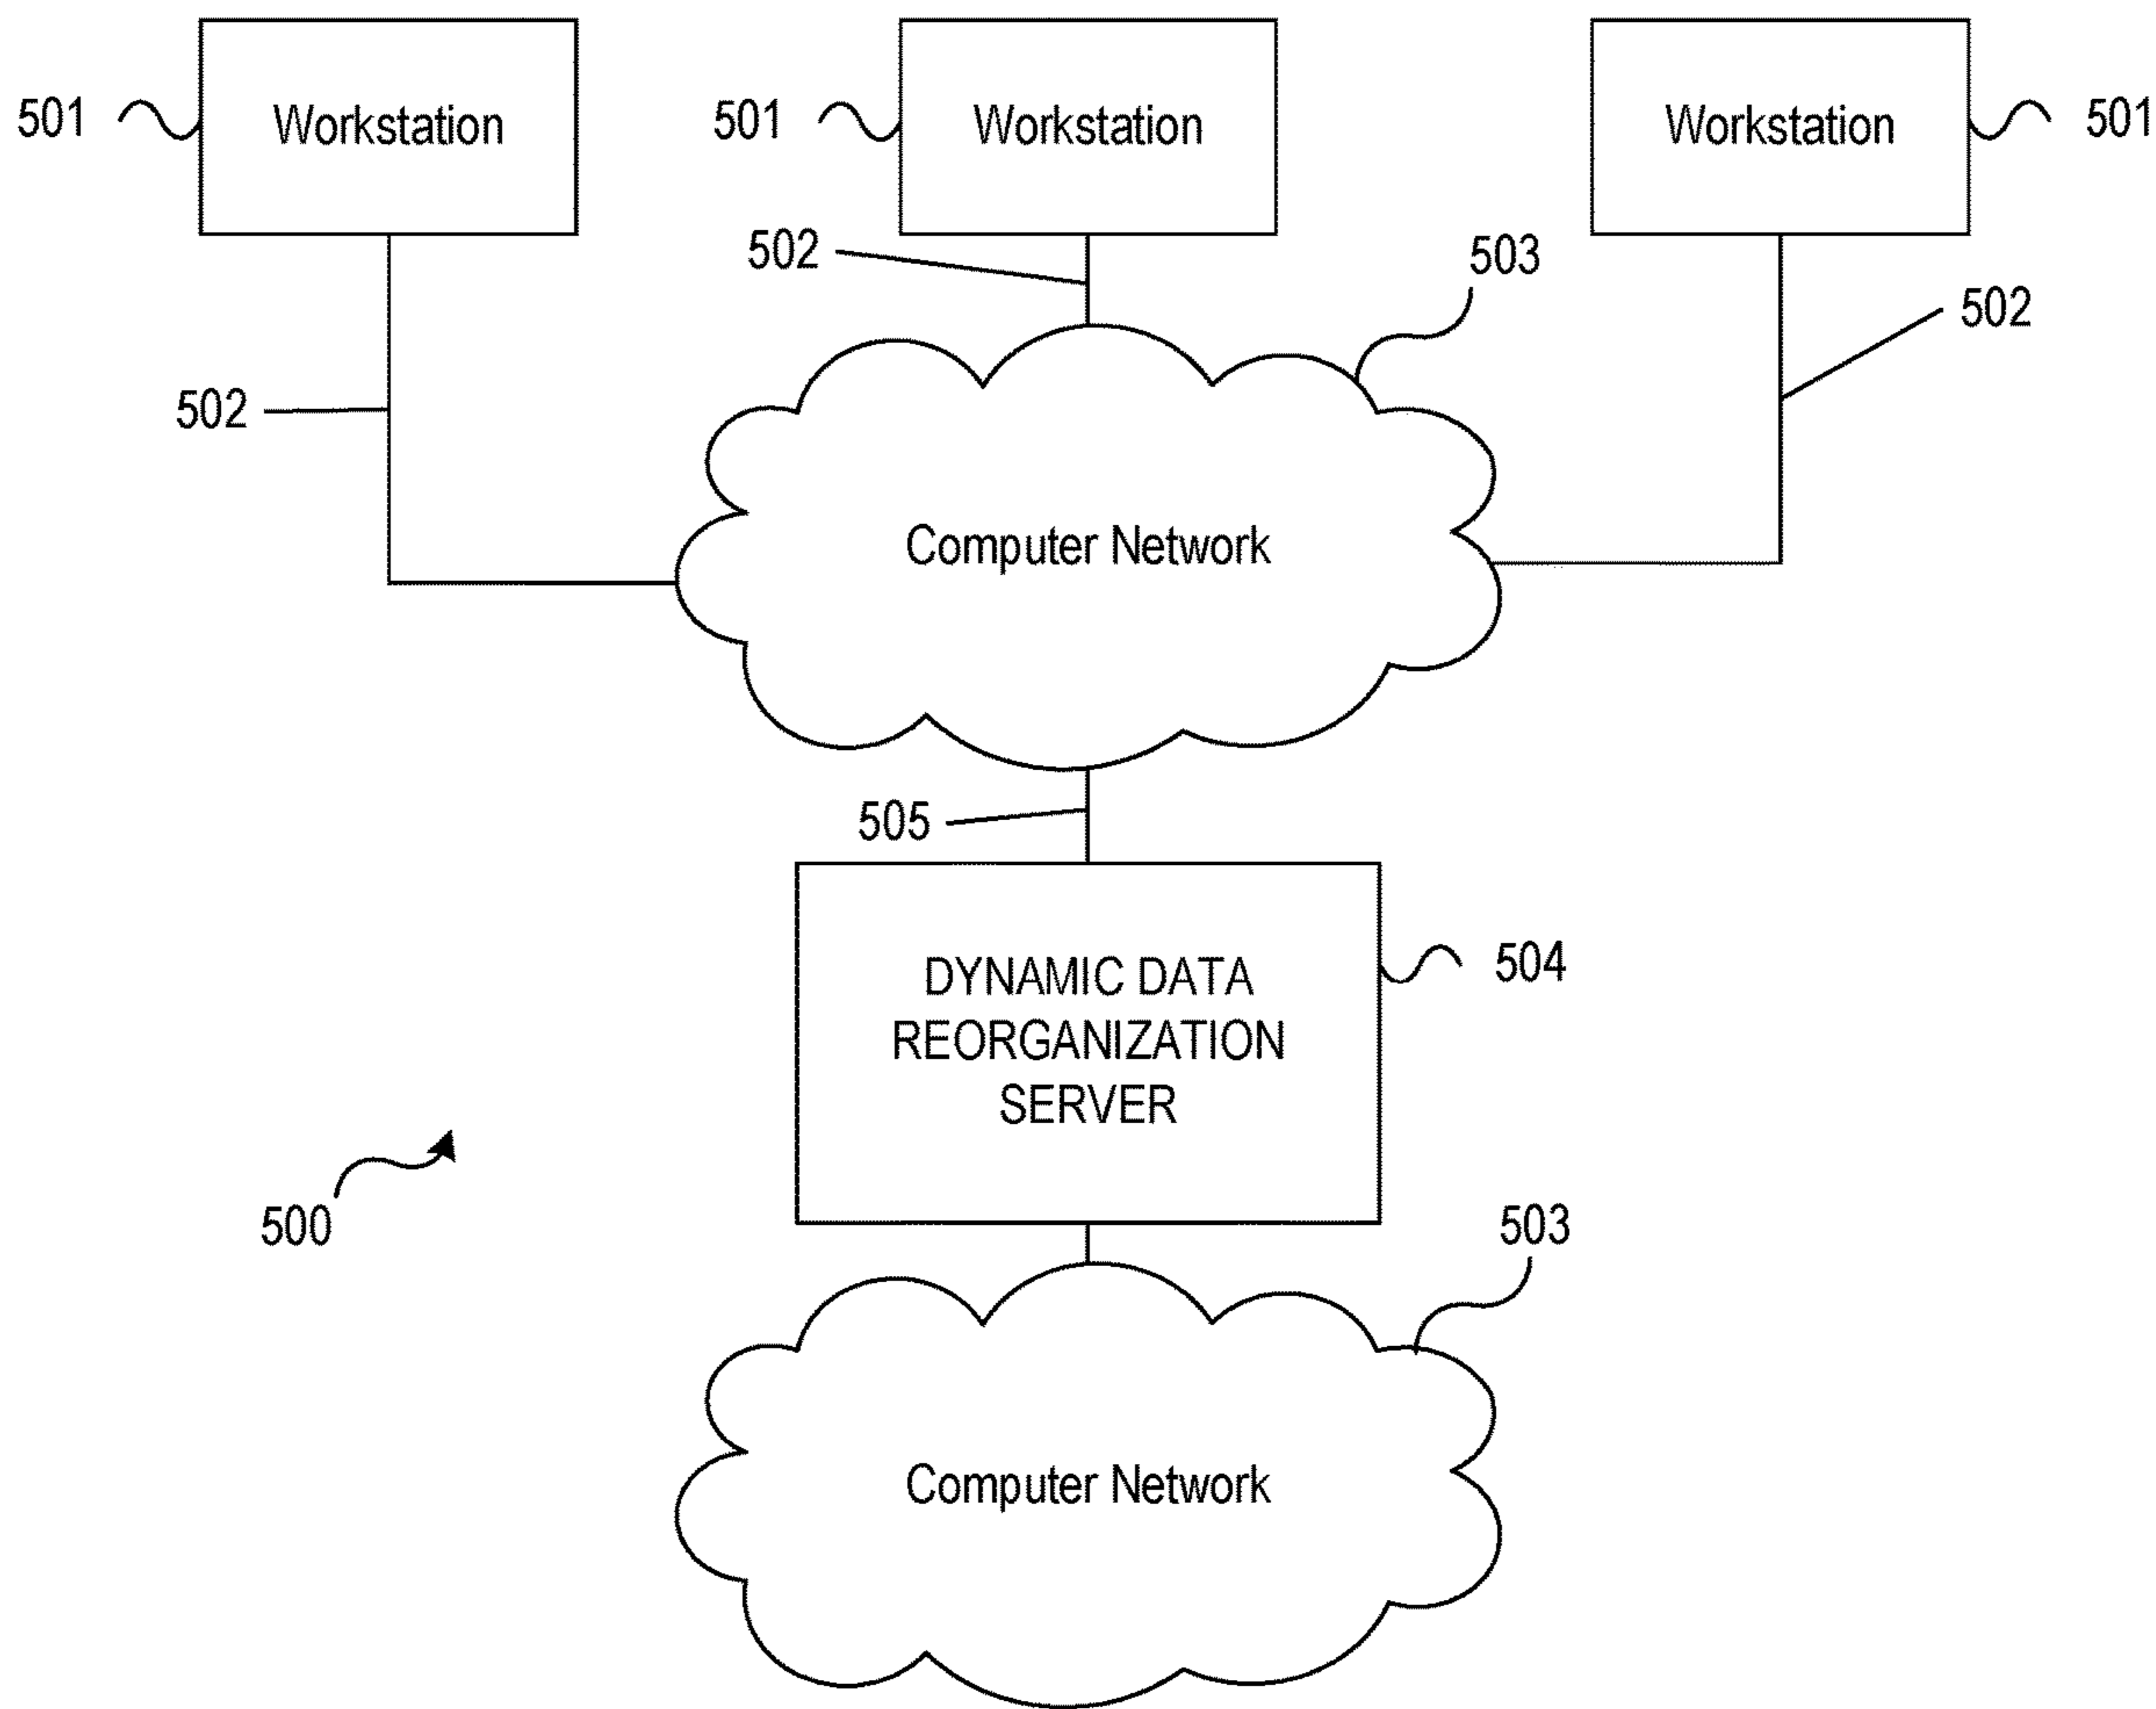 501
Workstation
501
Workstation
Workstation
501
502
503
502
502
Computer Network
505
DYNAMIC DATA
REORGANIZATION
SERVER
504
500
503
Computer Network